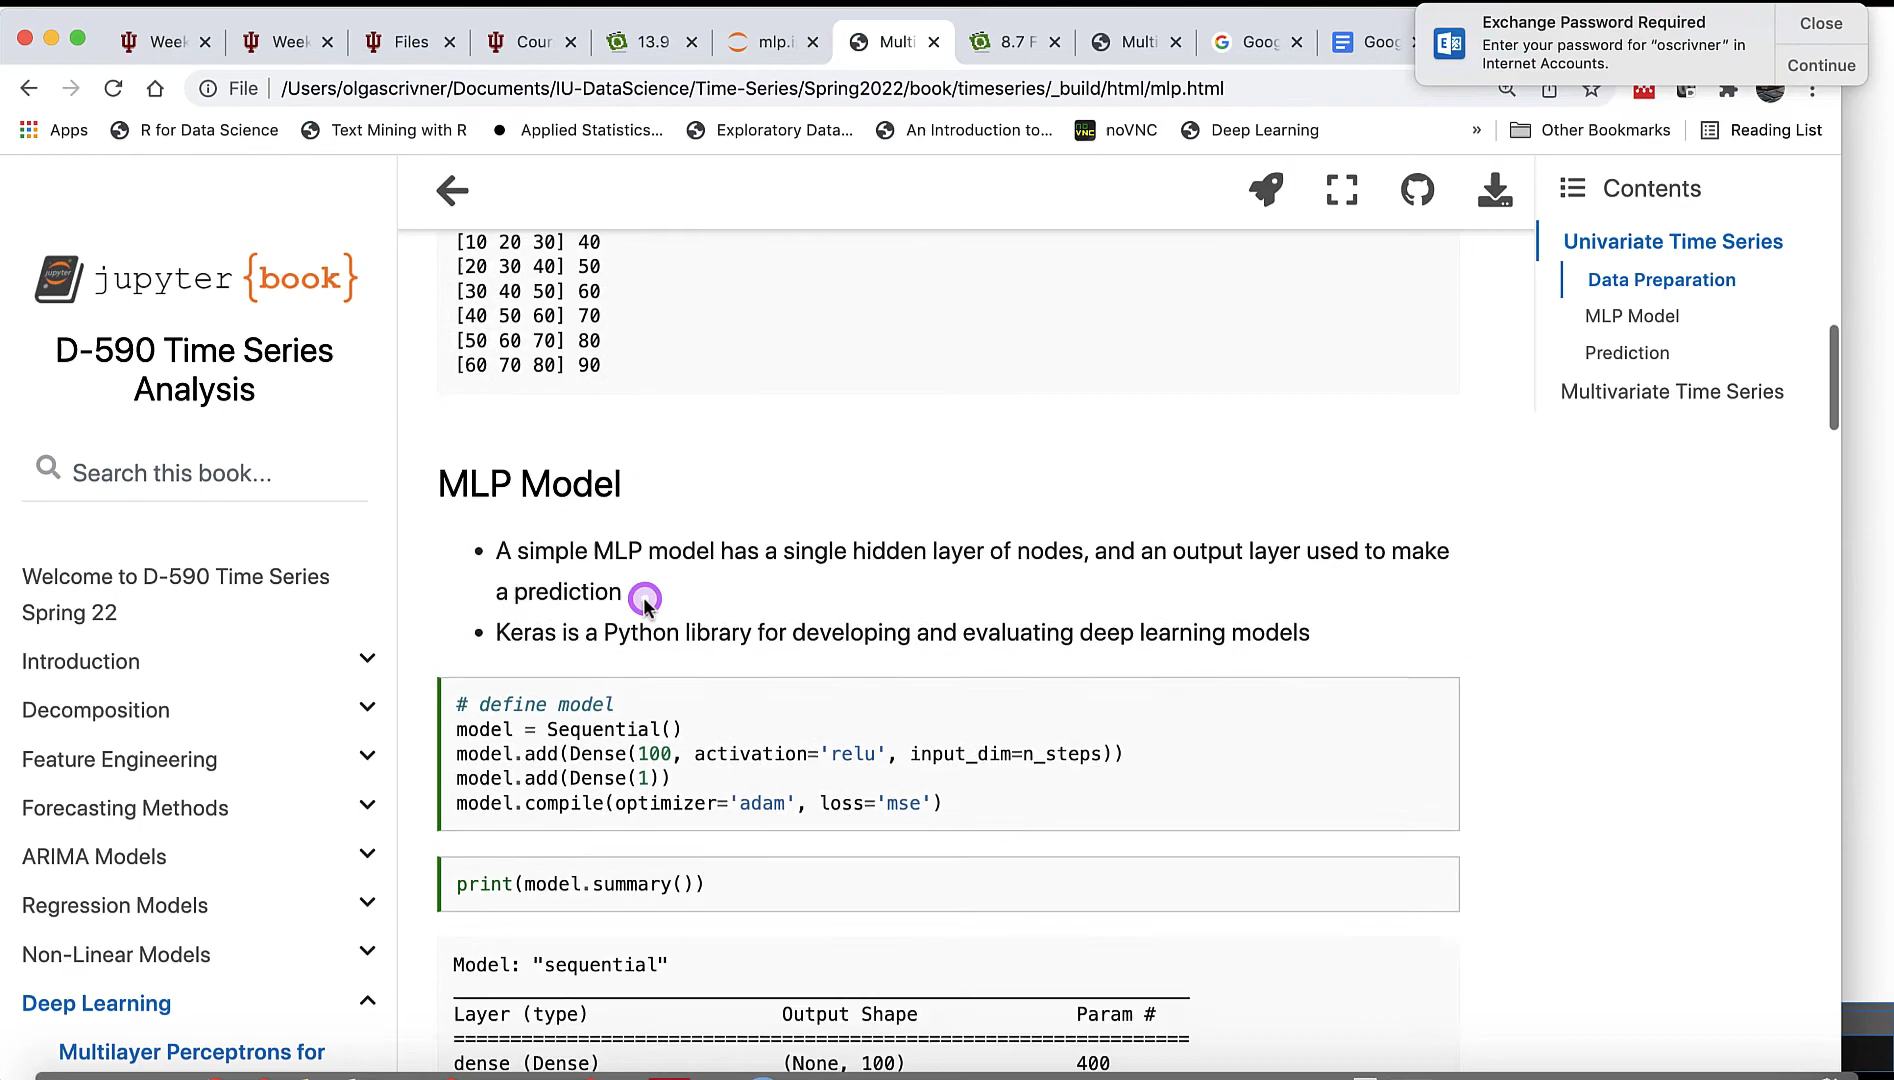 Week
Week
Files
Cour
13.9
mlp.i
Multi
8.7 F
Multi
Goog
Goog
Exchange Password Required
Enter your password for “oscrivner” in
Internet Accounts.
Close
Continue
File
/Users/olgascrivner/Documents/IU-DataScience/Time-Series/Spring2022/book/timeseries/_build/html/mlp.html
Apps
R for Data Science
Text Mining with R
Applied Statistics...
Exploratory Data...
An Introduction to...
noVNC
Deep Learning
»
Other Bookmarks
Reading List
jupyter {book}
D-590 Time Series
Analysis
Search this book...
Welcome to D-590 Time Series
Spring 22
Introduction
Decomposition
Feature Engineering
Forecasting Methods
ARIMA Models
Regression Models
Non-Linear Models
Deep Learning
Multilayer Perceptrons for
[10 20 30] 40
[20 30 40] 50
[30 40 50] 60
[40 50 60] 70
[50 60 70] 80
[60 70 80] 90
MLP Model
• A simple MLP model has a single hidden layer of nodes, and an output layer used to make
a prediction
• Keras is a Python library for developing and evaluating deep learning models
# define model
model = Sequential()
model.add(Dense(100, activation='relu', input_dim=n_steps))
model.add(Dense(1))
model.compile(optimizer='adam', loss='mse')
print(model.summary())
Model: "sequential"
Layer (type) Output Shape Param #
dense (Dense) (None, 100) 400
Contents
Univariate Time Series
Data Preparation
MLP Model
Prediction
Multivariate Time Series